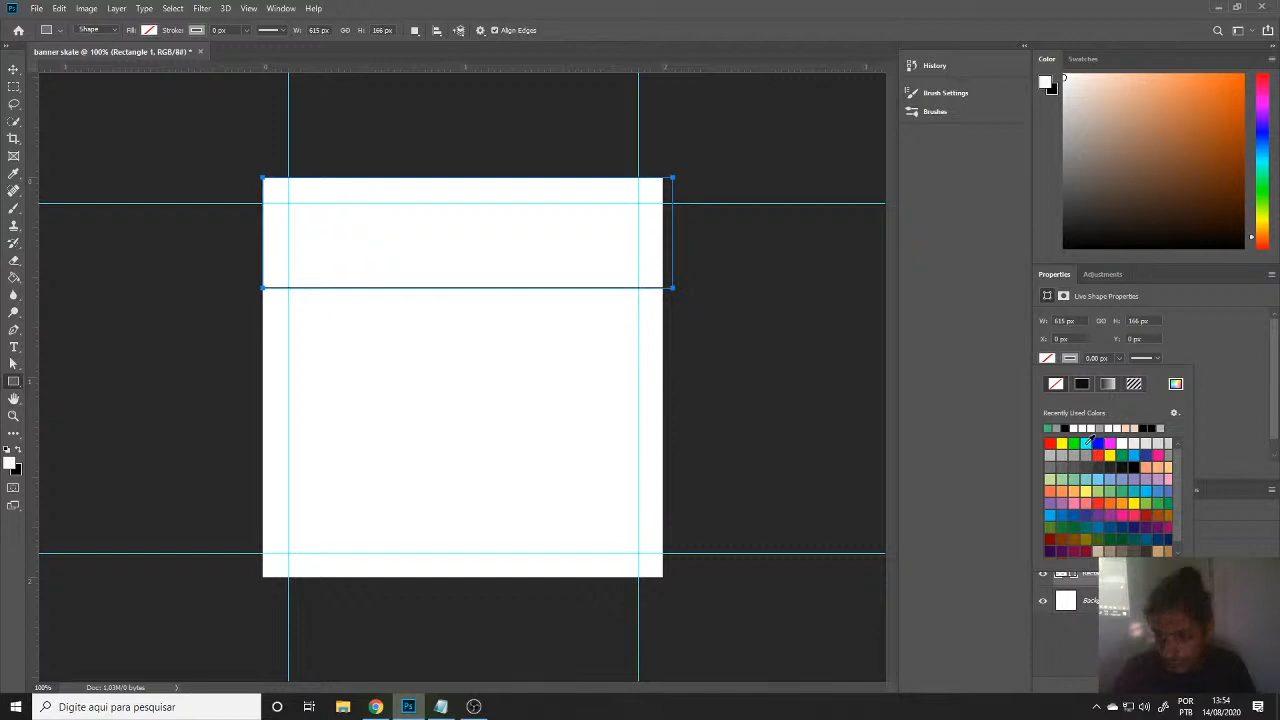 File Edit Image Layer Type Select Filter 3D View Window Help
Shape Fill: Stroke: 0 px W: 615 px H: 166 px Align Edges
banner skate @ 100% (Rectangle 1, RGB/8#) *
History
Brush Settings
Brushes
Color Swatches
Properties Adjustments
Live Shape Properties
W: 615 px H: 166 px
X: 0 px Y: 0 px
0.00 px
Recently Used Colors
100% Doc: 1,03M/0 bytes
Digite aqui para pesquisar
POR
PTB
13:54
14/08/2020